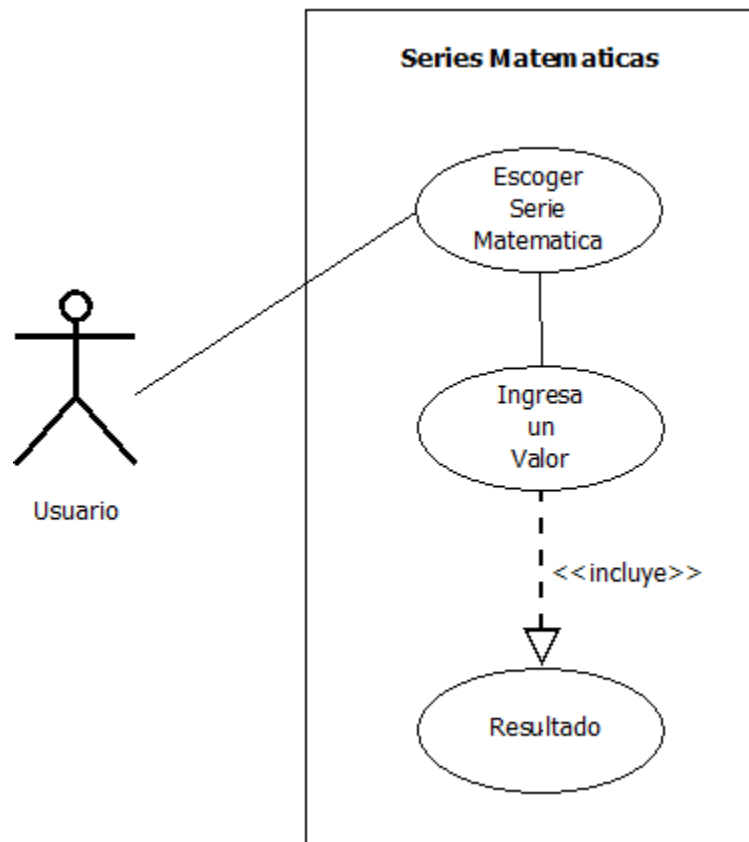 Series Matematicas
Escoger
Serie
Matematica
Ingresa
un
Valor
Usuario
<<incluye>>
Resultado